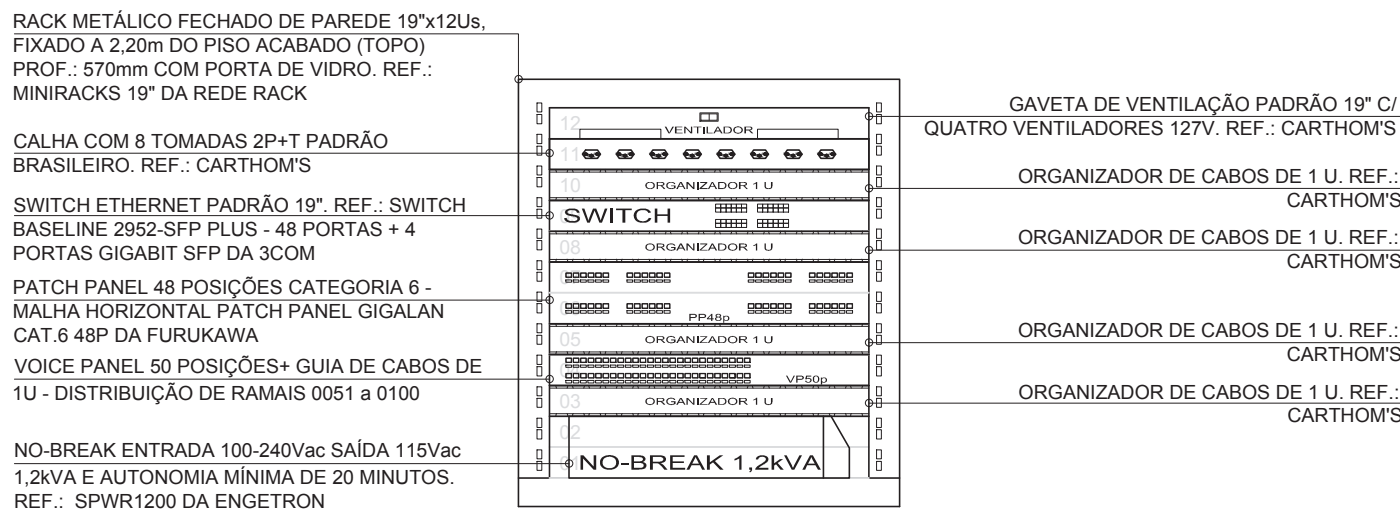 RACK METÁLICO FECHADO DE PAREDE 19"x12Us,
FIXADO A 2,20m DO PISO ACABADO (TOPO)
PROF.: 570mm COM PORTA DE VIDRO. REF.:
MINIRACKS 19" DA REDE RACK
CALHA COM 8 TOMADAS 2P+T PADRÃO
BRASILEIRO. REF.: CARTHOM'S
SWITCH ETHERNET PADRÃO 19". REF.: SWITCH
BASELINE 2952-SFP PLUS - 48 PORTAS + 4
PORTAS GIGABIT SFP DA 3COM
PATCH PANEL 48 POSIÇÕES CATEGORIA 6 -
MALHA HORIZONTAL PATCH PANEL GIGALAN
CAT.6 48P DA FURUKAWA
VOICE PANEL 50 POSIÇÕES+ GUIA DE CABOS DE
1U - DISTRIBUIÇÃO DE RAMAIS 0051 a 0100
NO-BREAK ENTRADA 100-240Vac SAÍDA 115Vac
1,2kVA E AUTONOMIA MÍNIMA DE 20 MINUTOS.
REF.: SPWR1200 DA ENGETRON
12
VENTILADOR
11
10 ORGANIZADOR 1 U
SWITCH
08 ORGANIZADOR 1 U
PP48p
05 ORGANIZADOR 1 U
VP50p
03 ORGANIZADOR 1 U
02
01 NO-BREAK 1,2kVA
GAVETA DE VENTILAÇÃO PADRÃO 19" C/
QUATRO VENTILADORES 127V. REF.: CARTHOM'S
ORGANIZADOR DE CABOS DE 1 U. REF.:
CARTHOM'S
ORGANIZADOR DE CABOS DE 1 U. REF.:
CARTHOM'S
ORGANIZADOR DE CABOS DE 1 U. REF.:
CARTHOM'S
ORGANIZADOR DE CABOS DE 1 U. REF.:
CARTHOM'S